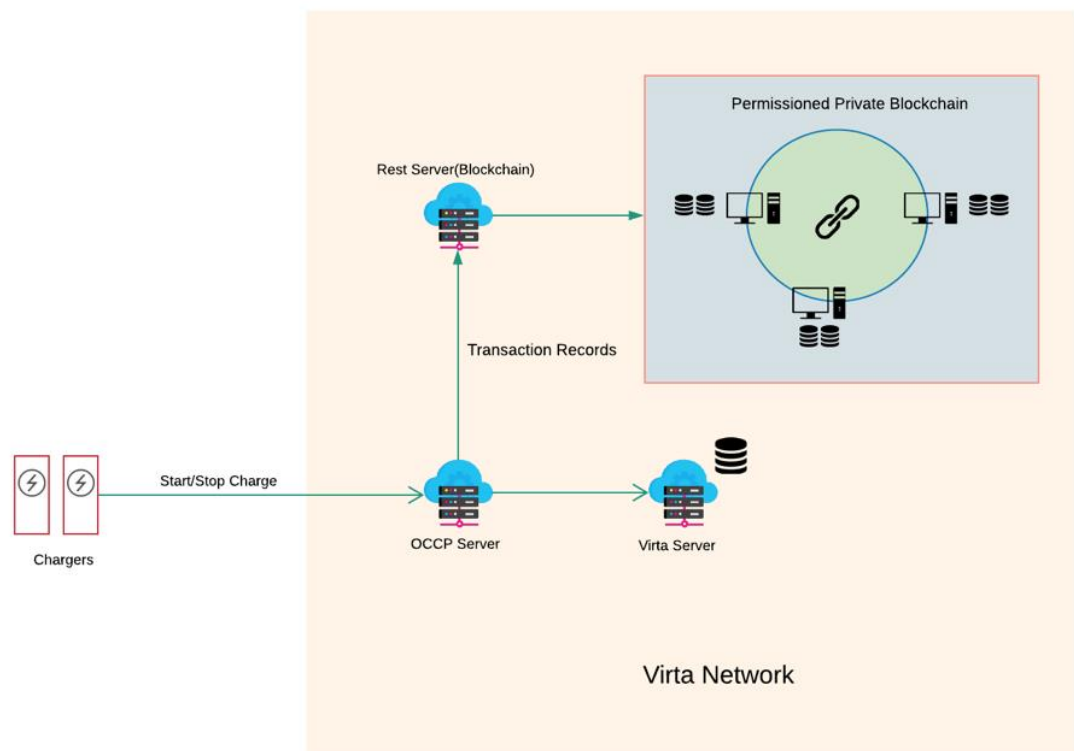 Permissioned Private Blockchain
Rest Server(Blockchain)
Transaction Records
Start/Stop Charge
Chargers
OCCP Server
Virta Server
Virta Network